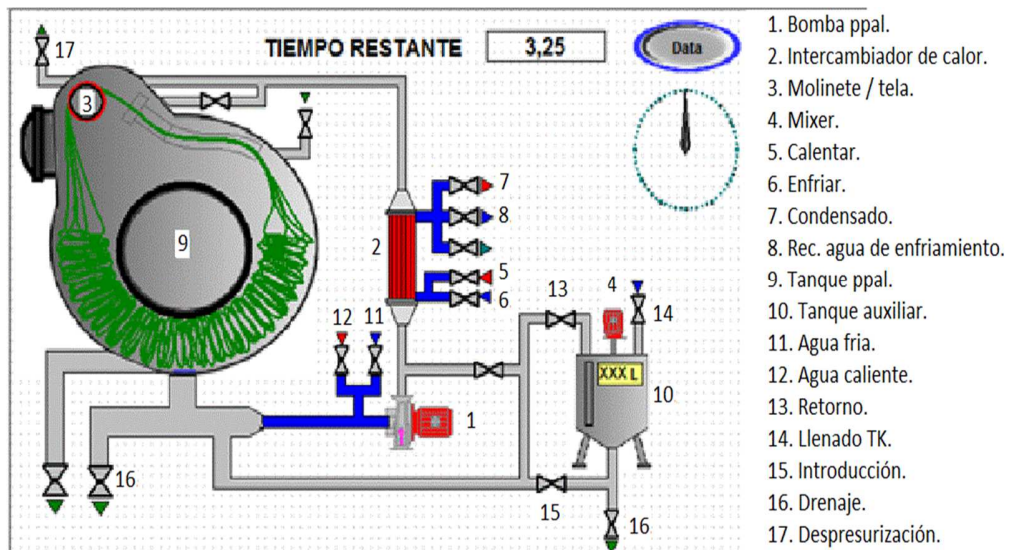 TIEMPO RESTANTE 3,25 Data
17
3
9
2
7
8
5
6
12 11
13 4
14
XXX L
10
1
16
15
16
1. Bomba ppal.
2. Intercambiador de calor.
3. Molinete / tela.
4. Mixer.
5. Calentar.
6. Enfriar.
7. Condensado.
8. Rec. agua de enfriamiento.
9. Tanque ppal.
10. Tanque auxiliar.
11. Agua fria.
12. Agua caliente.
13. Retorno.
14. Llenado TK.
15. Introducción.
16. Drenaje.
17. Despresurización.